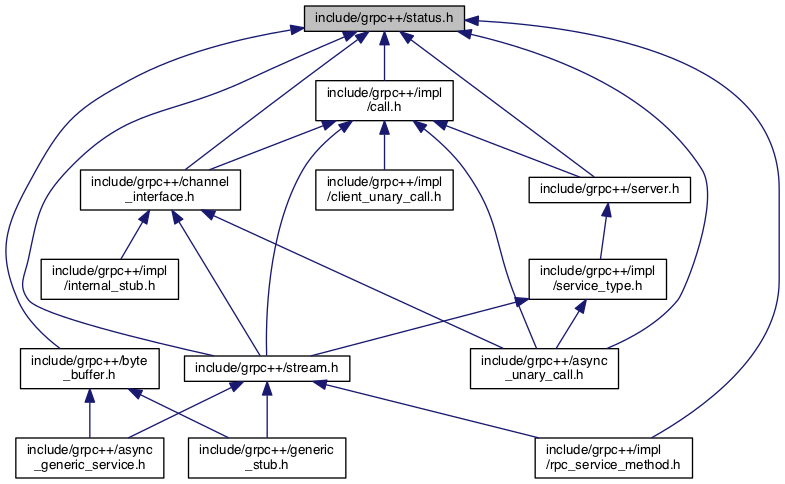 include/grpc++/status.h
include/grpc++/impl
/call.h
include/grpc++/channel
_interface.h
include/grpc++/impl
/client_unary_call.h
include/grpc++/server.h
include/grpc++/impl
/internal_stub.h
include/grpc++/impl
/service_type.h
include/grpc++/byte
_buffer.h
include/grpc++/stream.h
include/grpc++/async
_unary_call.h
include/grpc++/async
_generic_service.h
include/grpc++/generic
_stub.h
include/grpc++/impl
/rpc_service_method.h